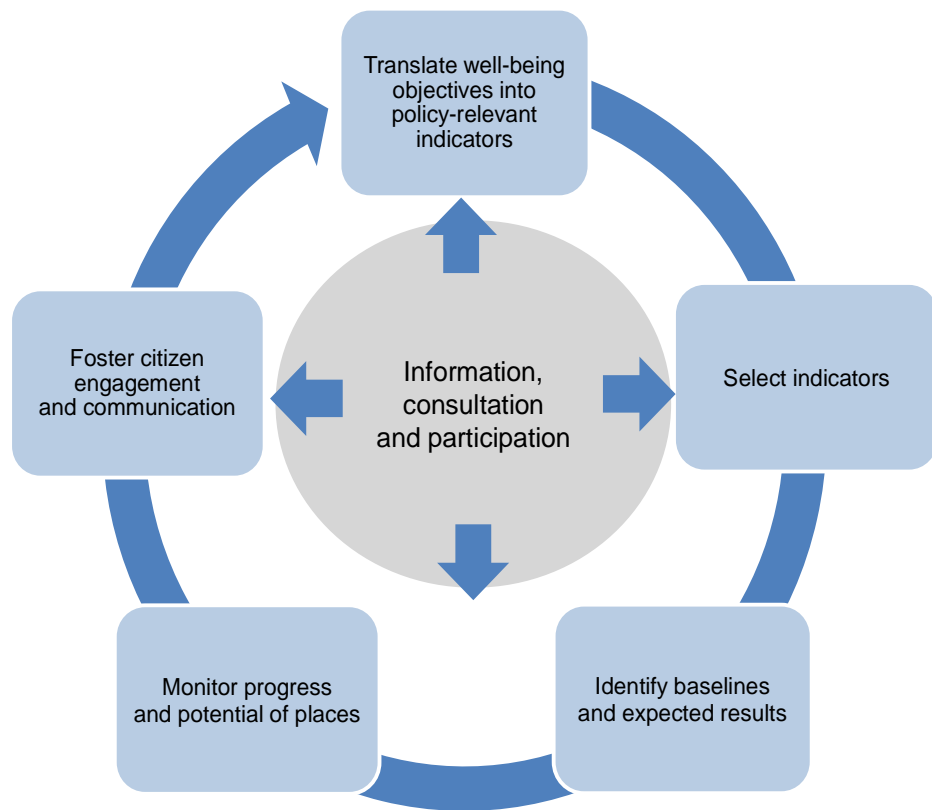 Translate well-being
objectives into
policy-relevant
indicators
Select indicators
Identify baselines
and expected results
Monitor progress
and potential of places
Foster citizen
engagement
and communication
Information,
consultation
and participation